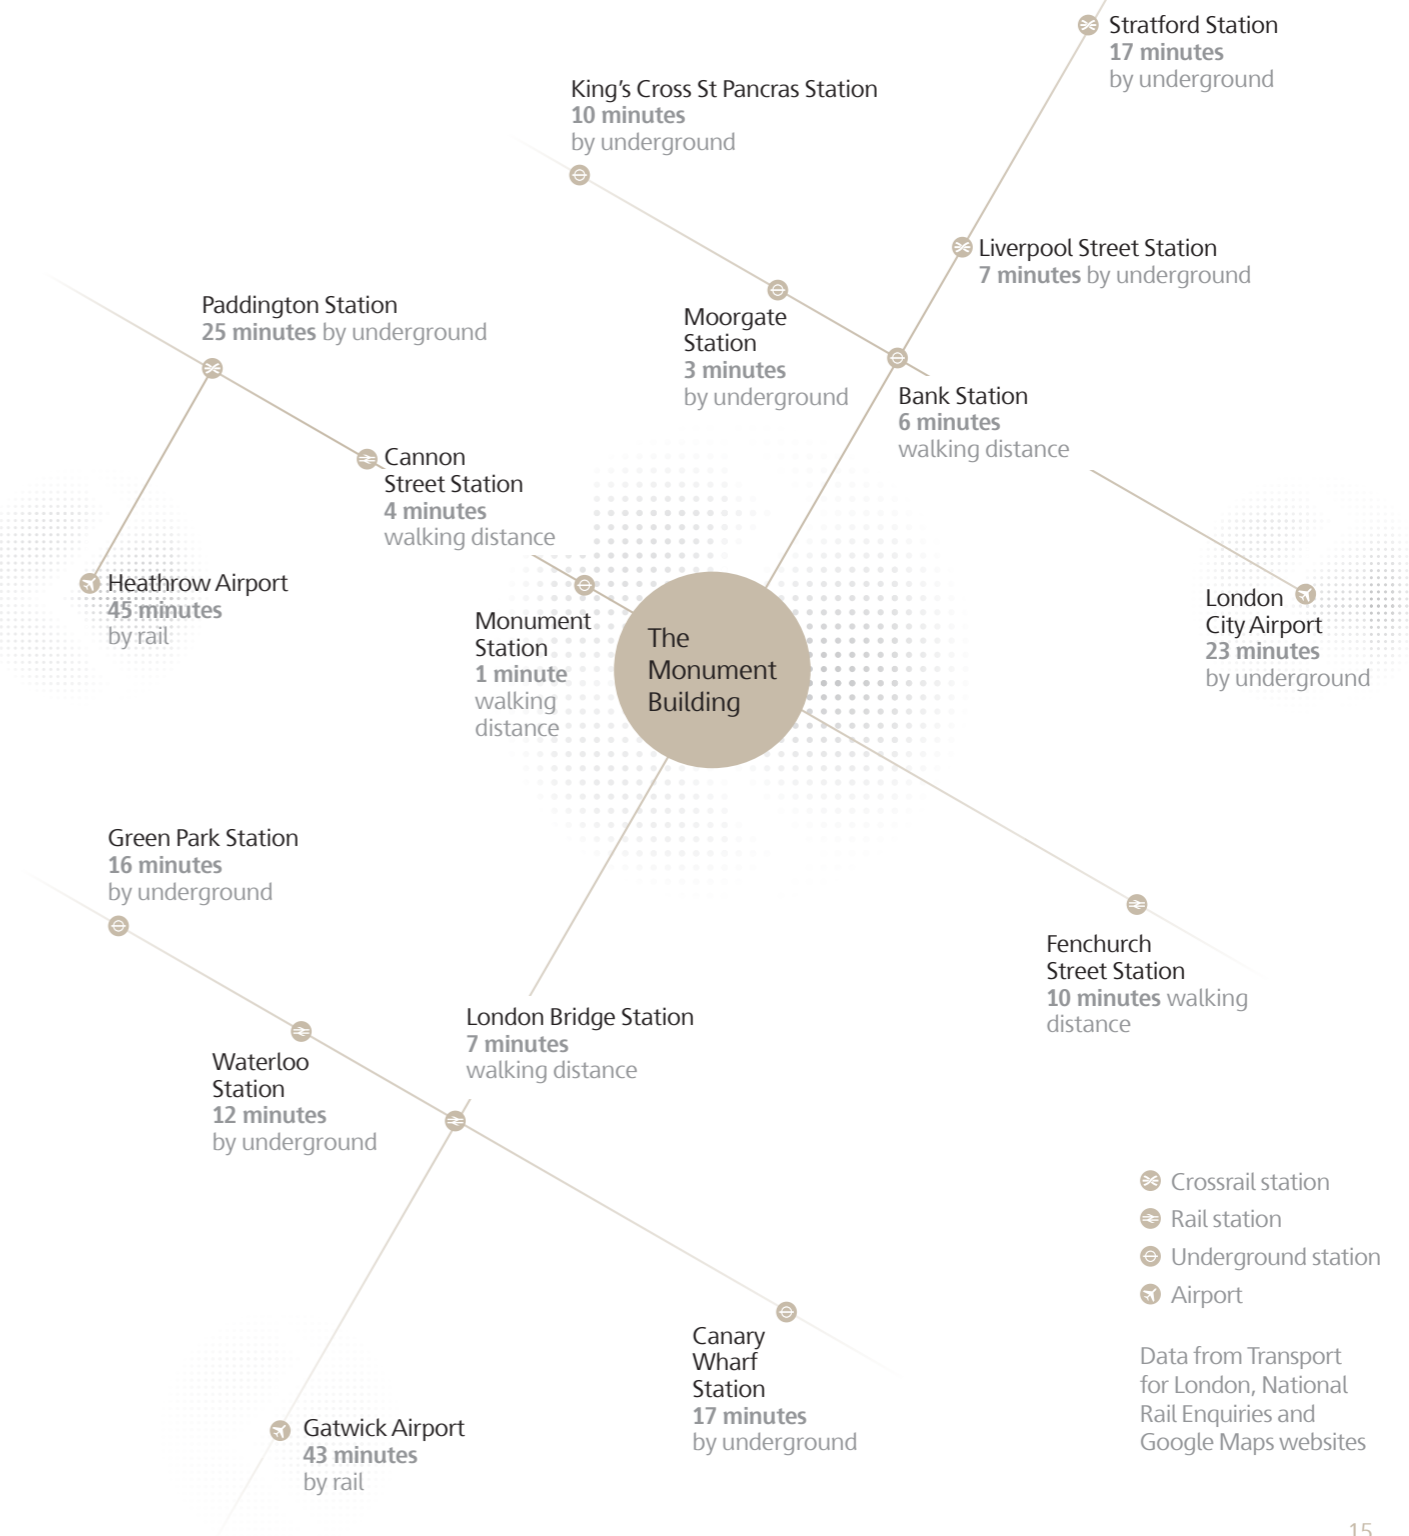 Stratford Station
17 minutes
by underground
King's Cross St Pancras Station
10 minutes
by underground
Liverpool Street Station
7 minutes by underground
Paddington Station
25 minutes by underground
Moorgate
Station
3 minutes
by underground
Bank Station
6 minutes
walking distance
Cannon
Street Station
4 minutes
walking distance
Heathrow Airport
45 minutes
by rail
London
City Airport
23 minutes
by underground
Monument
Station
1 minute
walking
distance
The
Monument
Building
Green Park Station
16 minutes
by underground
Fenchurch
Street Station
10 minutes walking
distance
London Bridge Station
7 minutes
walking distance
Waterloo
Station
12 minutes
by underground
Canary
Wharf
Station
17 minutes
by underground
Gatwick Airport
43 minutes
by rail
Crossrail station
Rail station
Underground station
Airport
Data from Transport
for London, National
Rail Enquiries and
Google Maps websites
15